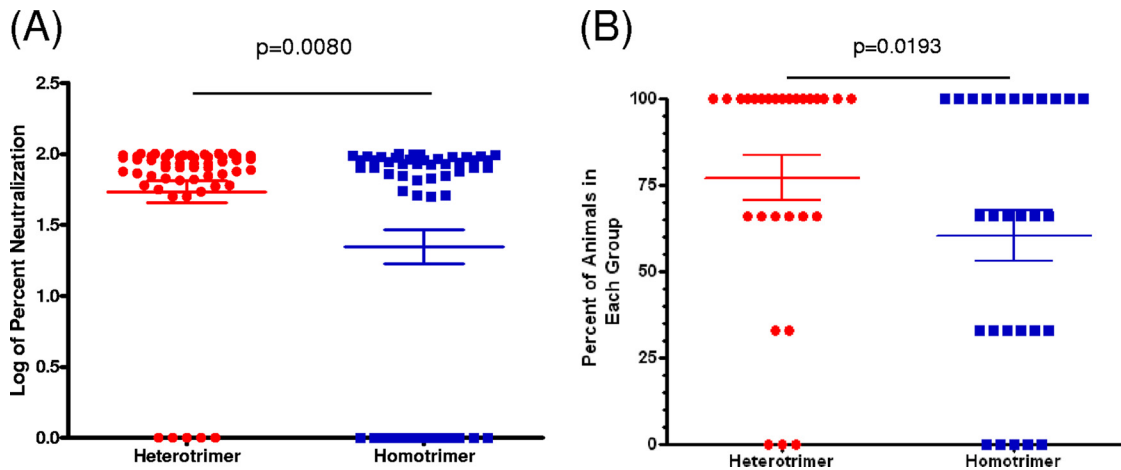 (A)
p=0.0080
Log of Percent Neutralization
2.5
2.0
1.5
1.0
0.5
0.0
Heterotrimer
Homotrimer
(B)
p=0.0193
Percent of Animals in
Each Group
100
75
50
25
0
Heterotrimer
Homotrimer